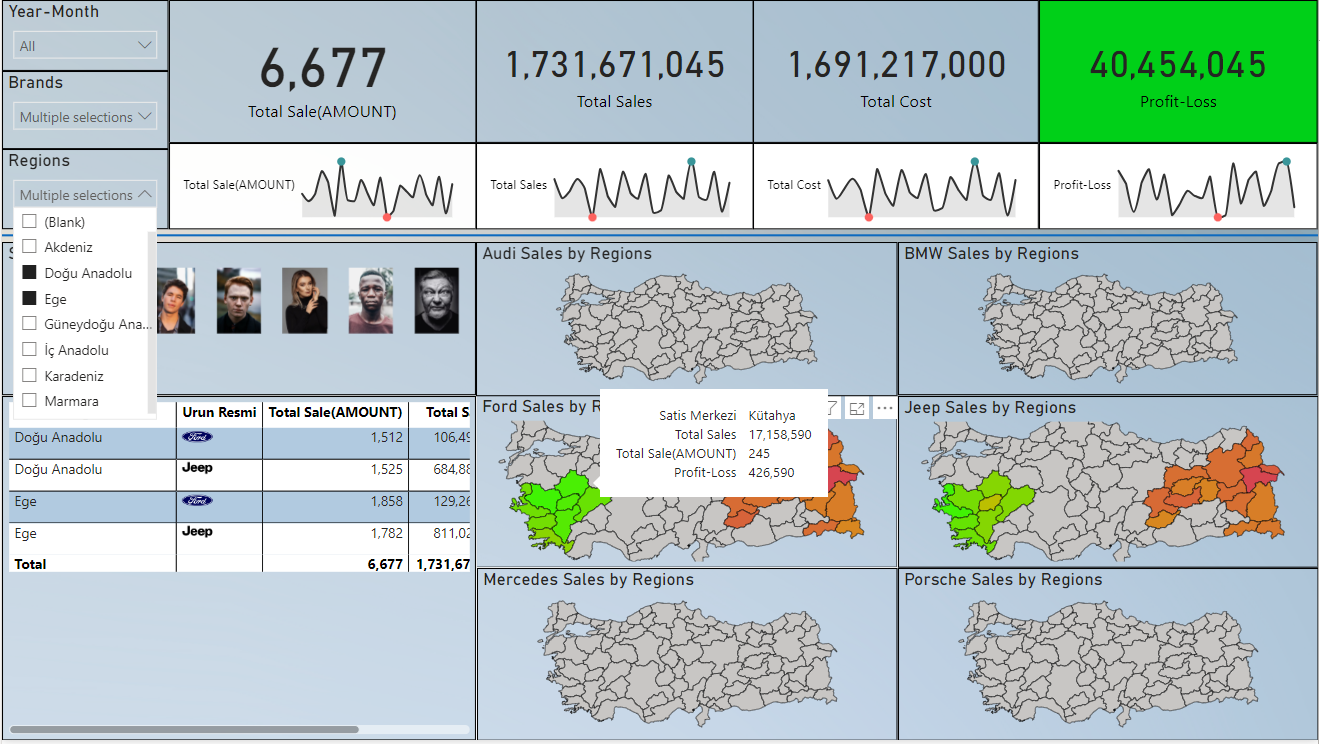 Year-Month
All
Brands
Multiple selections
Regions
Multiple selections
(Blank)
Akdeniz
Doğu Anadolu
Ege
Güneydoğu Ana...
İç Anadolu
Karadeniz
Marmara
6,677
Total Sale(AMOUNT)
1,731,671,045
Total Sales
1,691,217,000
Total Cost
40,454,045
Profit-Loss
Total Sale(AMOUNT)
Total Sales
Total Cost
Profit-Loss
S
Urun Resmi Total Sale(AMOUNT) Total S
Doğu Anadolu Ford 1,512 106,49
Doğu Anadolu Jeep 1,525 684,88
Ege Ford 1,858 129,26
Ege Jeep 1,782 811,02
Total 6,677 1,731,67
Audi Sales by Regions
BMW Sales by Regions
Ford Sales by R
Satis Merkezi Kütahya
Total Sales 17,158,590
Total Sale(AMOUNT) 245
Profit-Loss 426,590
Jeep Sales by Regions
Mercedes Sales by Regions
Porsche Sales by Regions